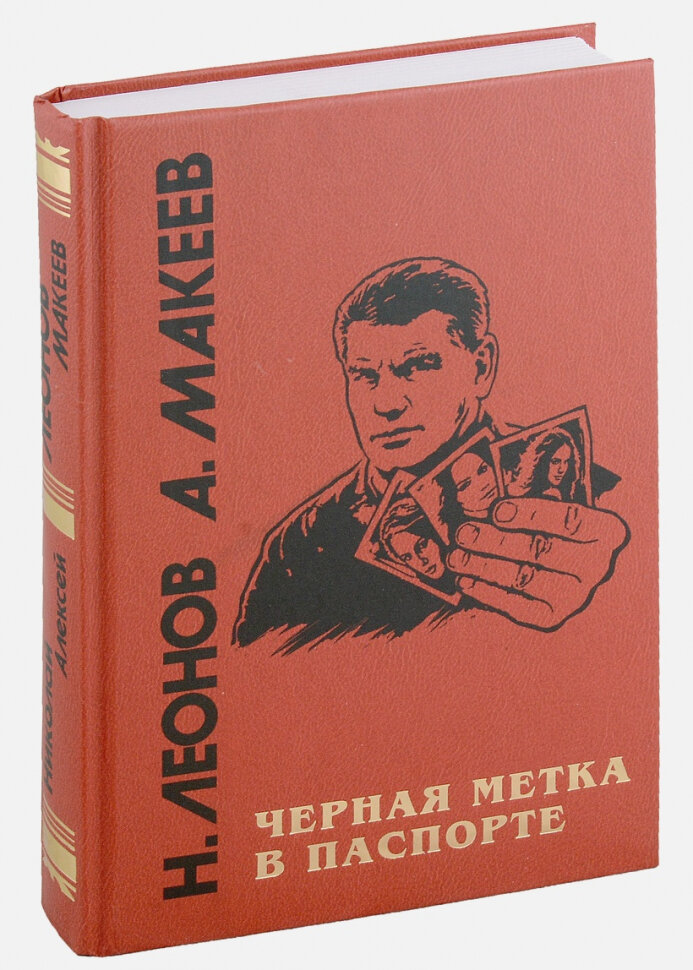 Н. ЛЕОНОВ А. МАКЕЕВ
ЧЕРНАЯ МЕТКА
В ПАСПОРТЕ
Николай ЛЕОНОВ
Алексей МАКЕЕВ